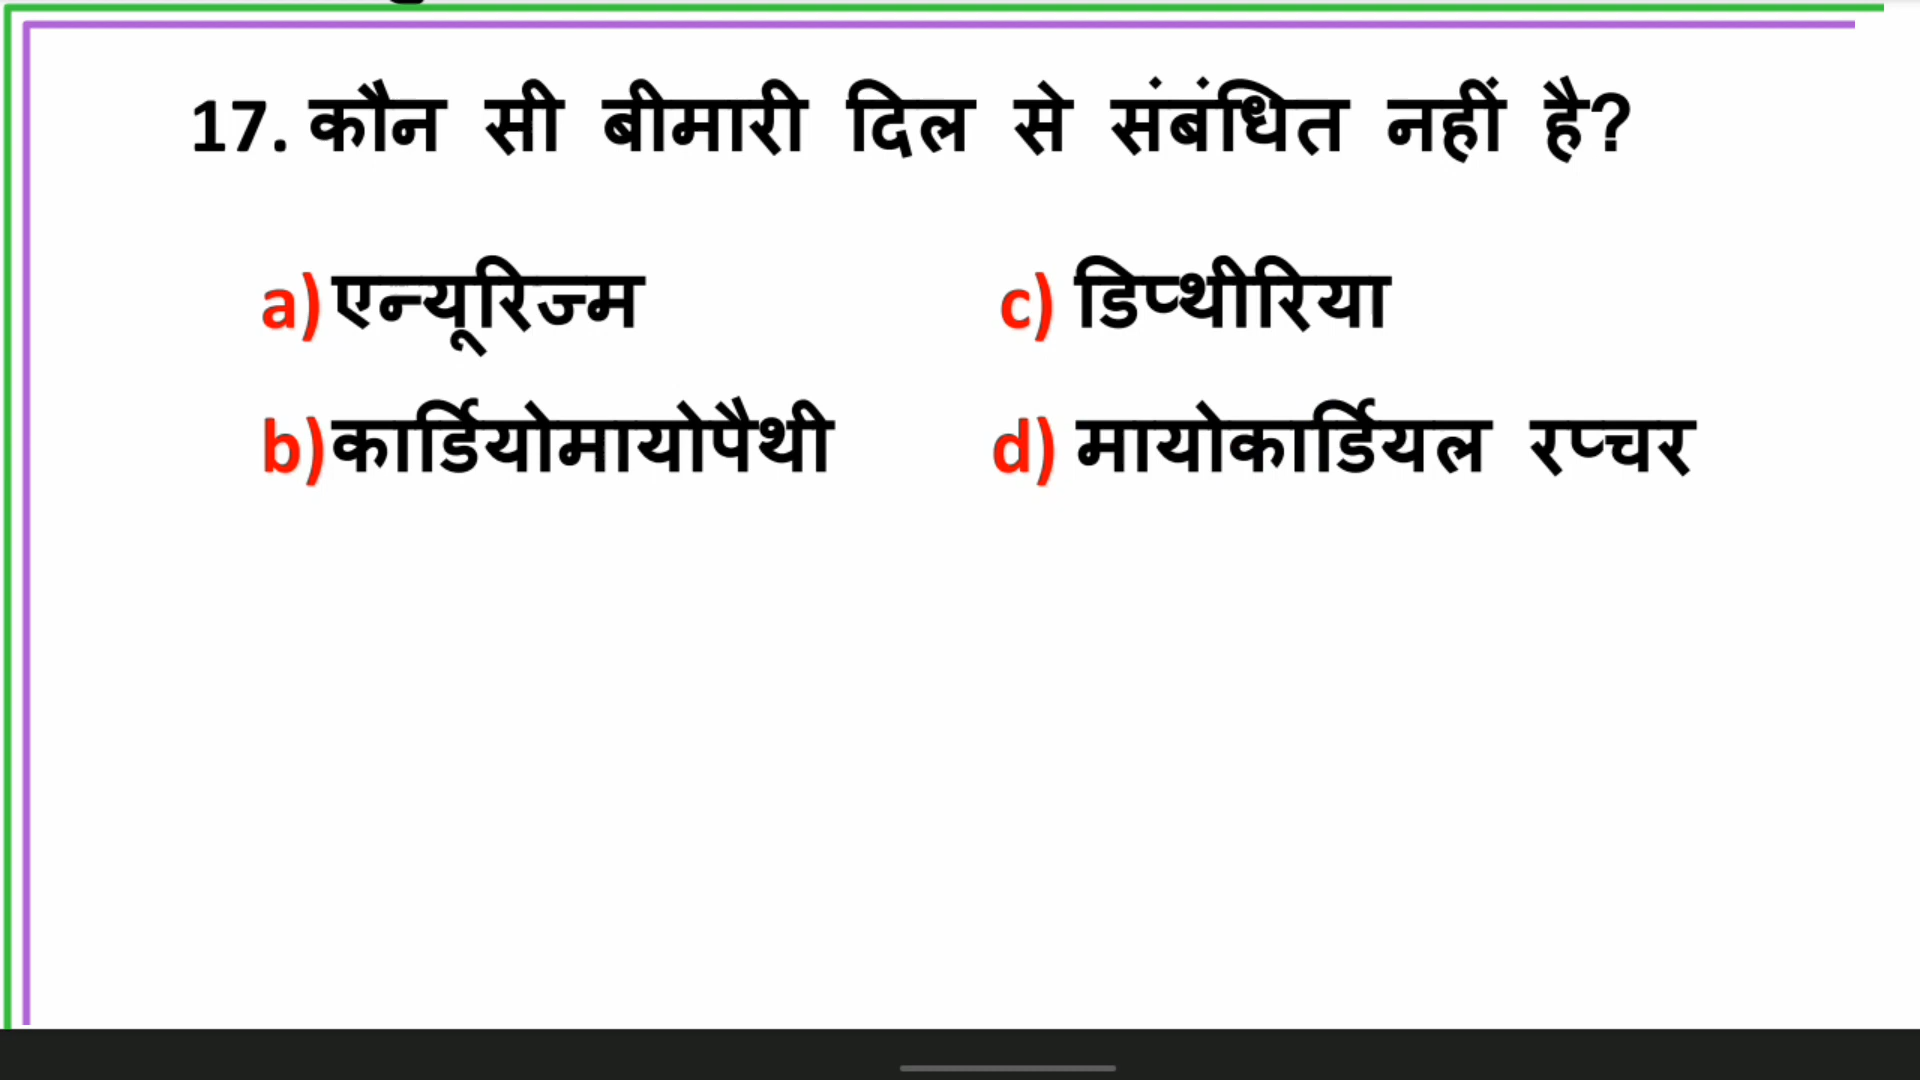 17. कौन सी बीमारी दिल से संबंधित नहीं है?
a) एन्यूरिज्म
c) डिप्थीरिया
b) कार्डियोमायोपैथी
d) मायोकार्डियल रप्चर